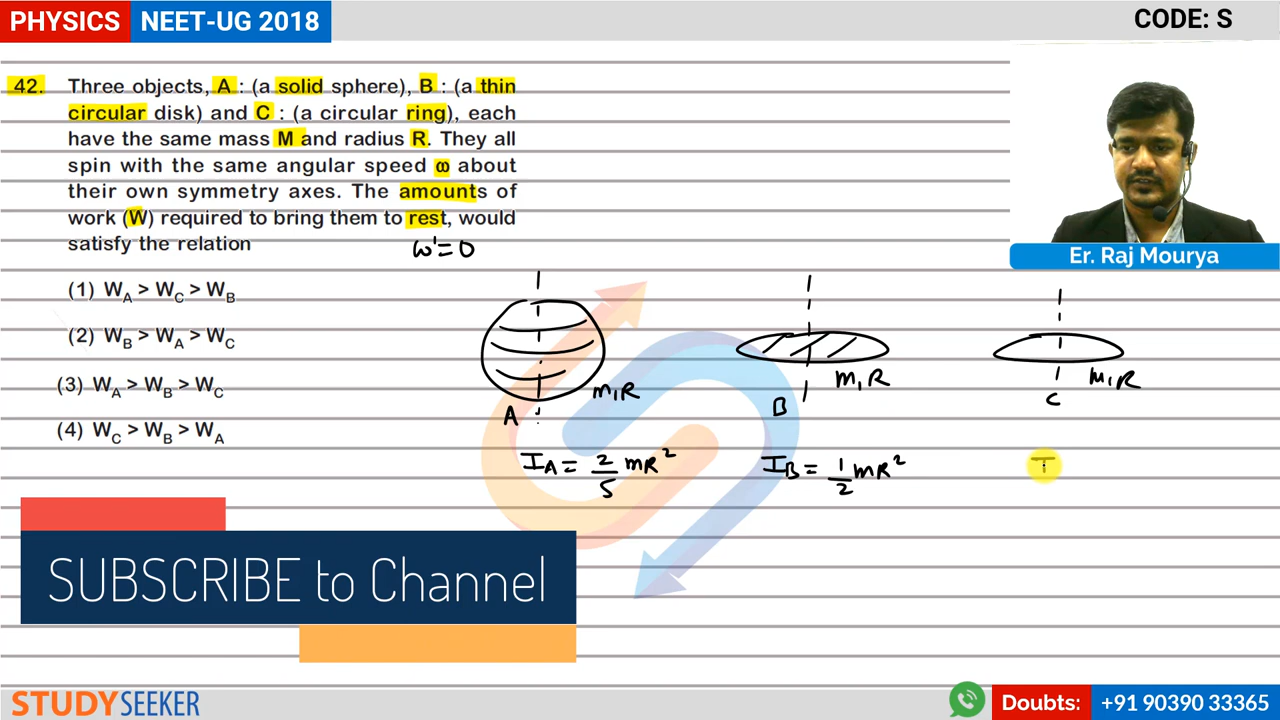 PHYSICS NEET-UG 2018
CODE: S
42. Three objects, A : (a solid sphere), B : (a thin
circular disk) and C : (a circular ring), each
have the same mass M and radius R. They all
spin with the same angular speed ω about
their own symmetry axes. The amounts of
work (W) required to bring them to rest, would
satisfy the relation
ω' = 0
(1) W_A > W_C > W_B
(2) W_B > W_A > W_C
(3) W_A > W_B > W_C
(4) W_C > W_B > W_A
Er. Raj Mourya
m, R
m, R
m, R
A
B
C
I_A = 2/5 mR²
I_B = 1/2 mR²
I
SUBSCRIBE to Channel
STUDYSEEKER
Doubts: +91 90390 33365